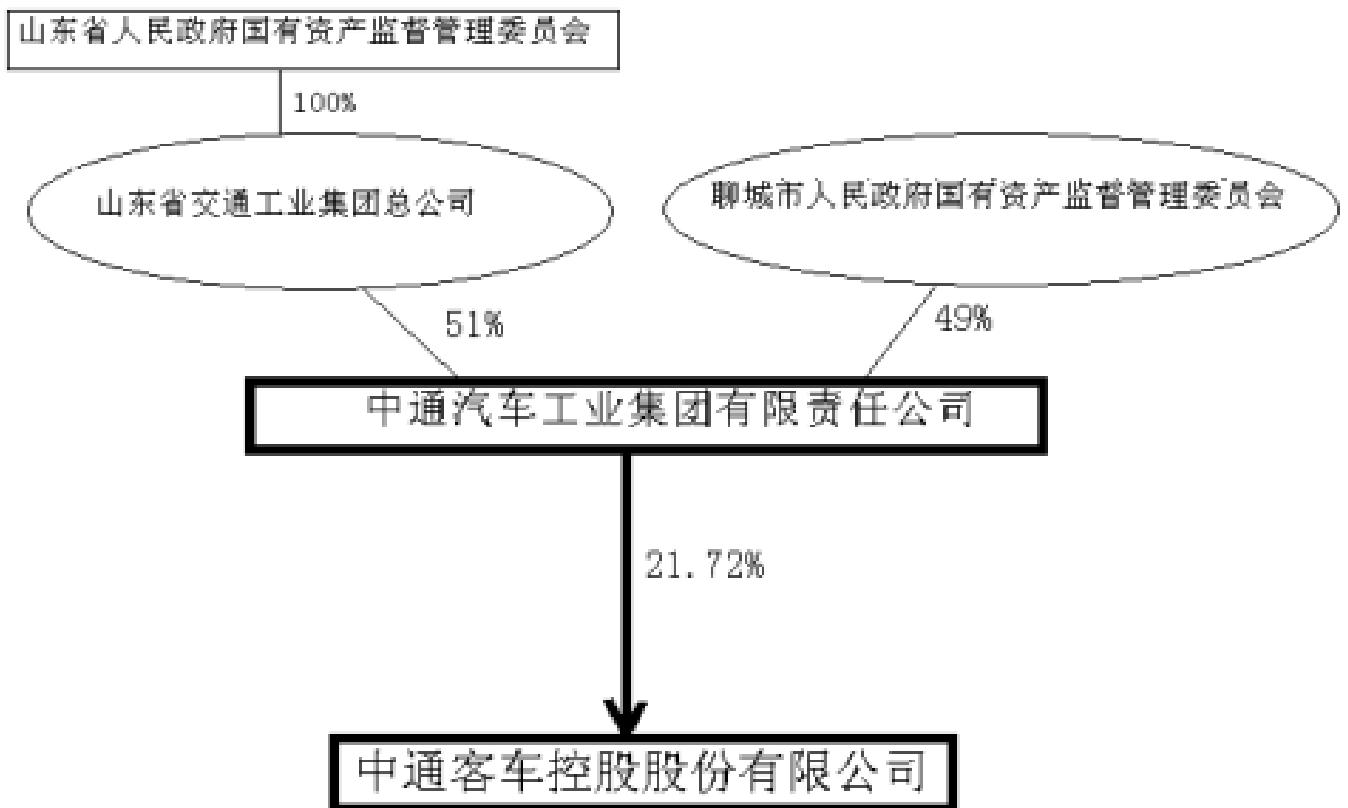 山东省人民政府国有资产监督管理委员会
100%
山东省交通工业集团总公司
聊城市人民政府国有资产监督管理委员会
51%
49%
中通汽车工业集团有限责任公司
21.72%
中通客车控股股份有限公司